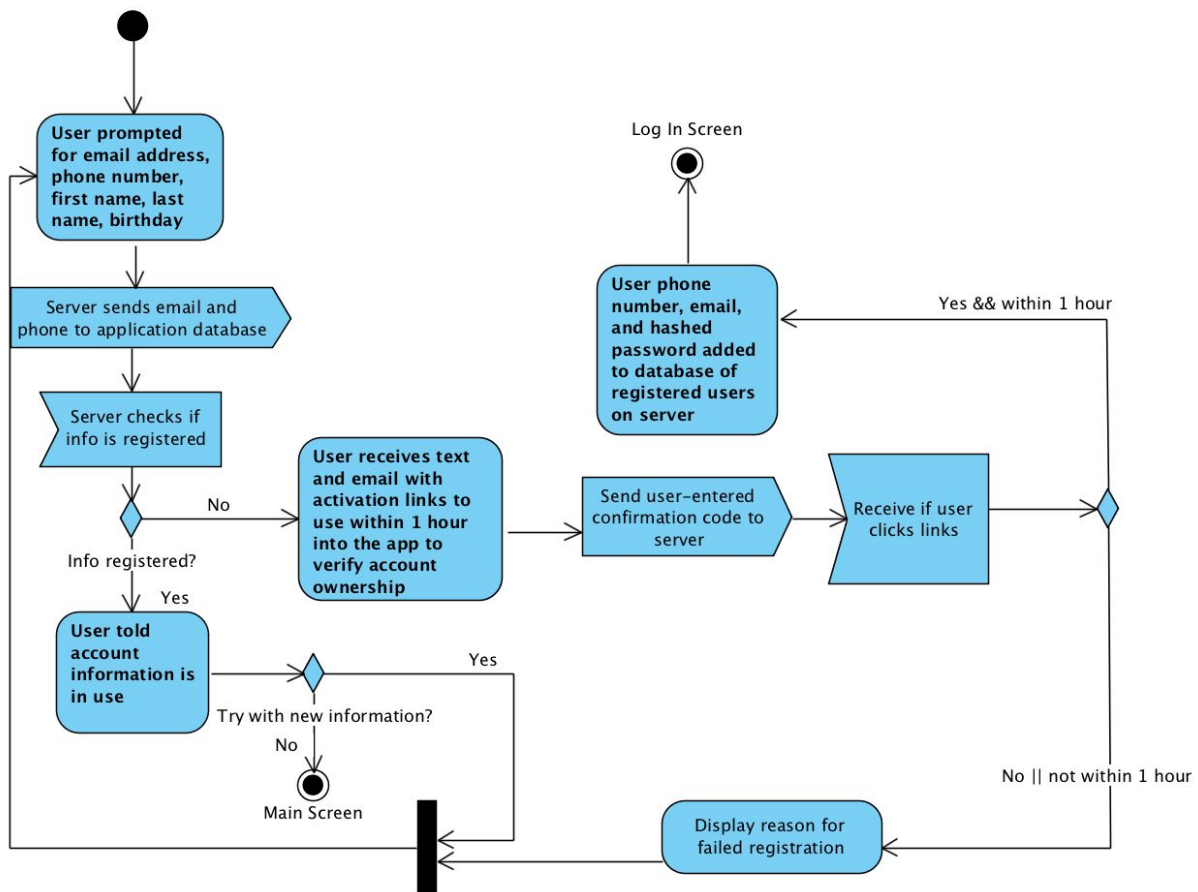 User prompted
for email address,
phone number,
first name, last
name, birthday
Server sends email and
phone to application database
Server checks if
info is registered
No
Info registered?
Yes
User told
account
information is
in use
Yes
Try with new information?
No
Main Screen
User receives text
and email with
activation links to
use within 1 hour
into the app to
verify account
ownership
Send user-entered
confirmation code to
server
Receive if user
clicks links
Yes && within 1 hour
User phone
number, email,
and hashed
password added
to database of
registered users
on server
Log In Screen
No || not within 1 hour
Display reason for
failed registration